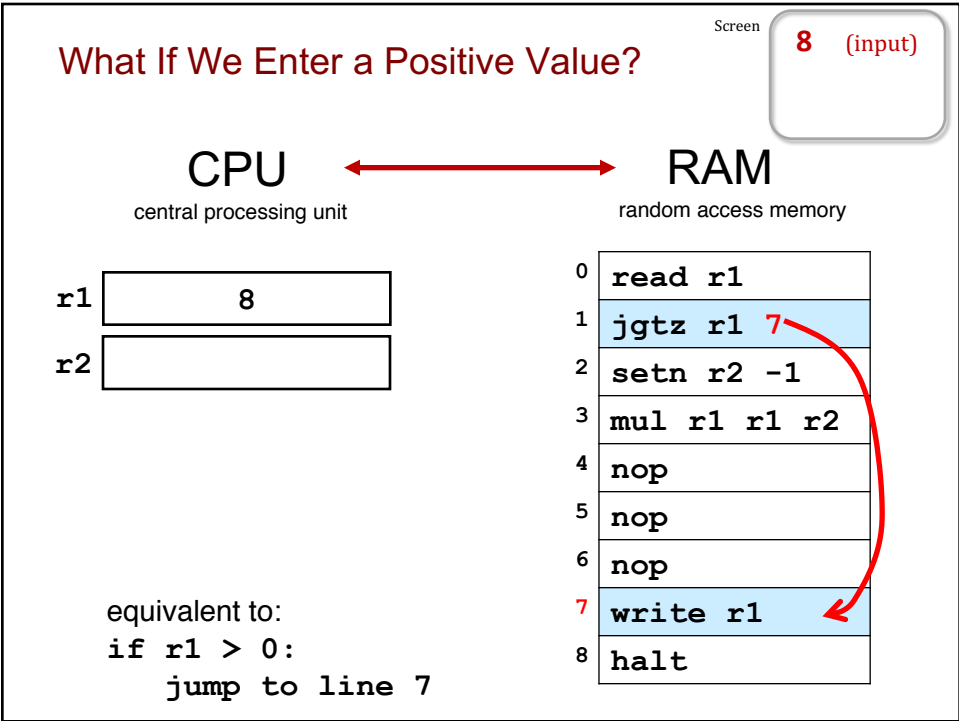 Screen
8 (input)
What If We Enter a Positive Value?
CPU
central processing unit
RAM
random access memory
r1 8
r2
0 read r1
1 jgtz r1 7
2 setn r2 -1
3 mul r1 r1 r2
4 nop
5 nop
6 nop
7 write r1
8 halt
equivalent to:
if r1 > 0:
jump to line 7